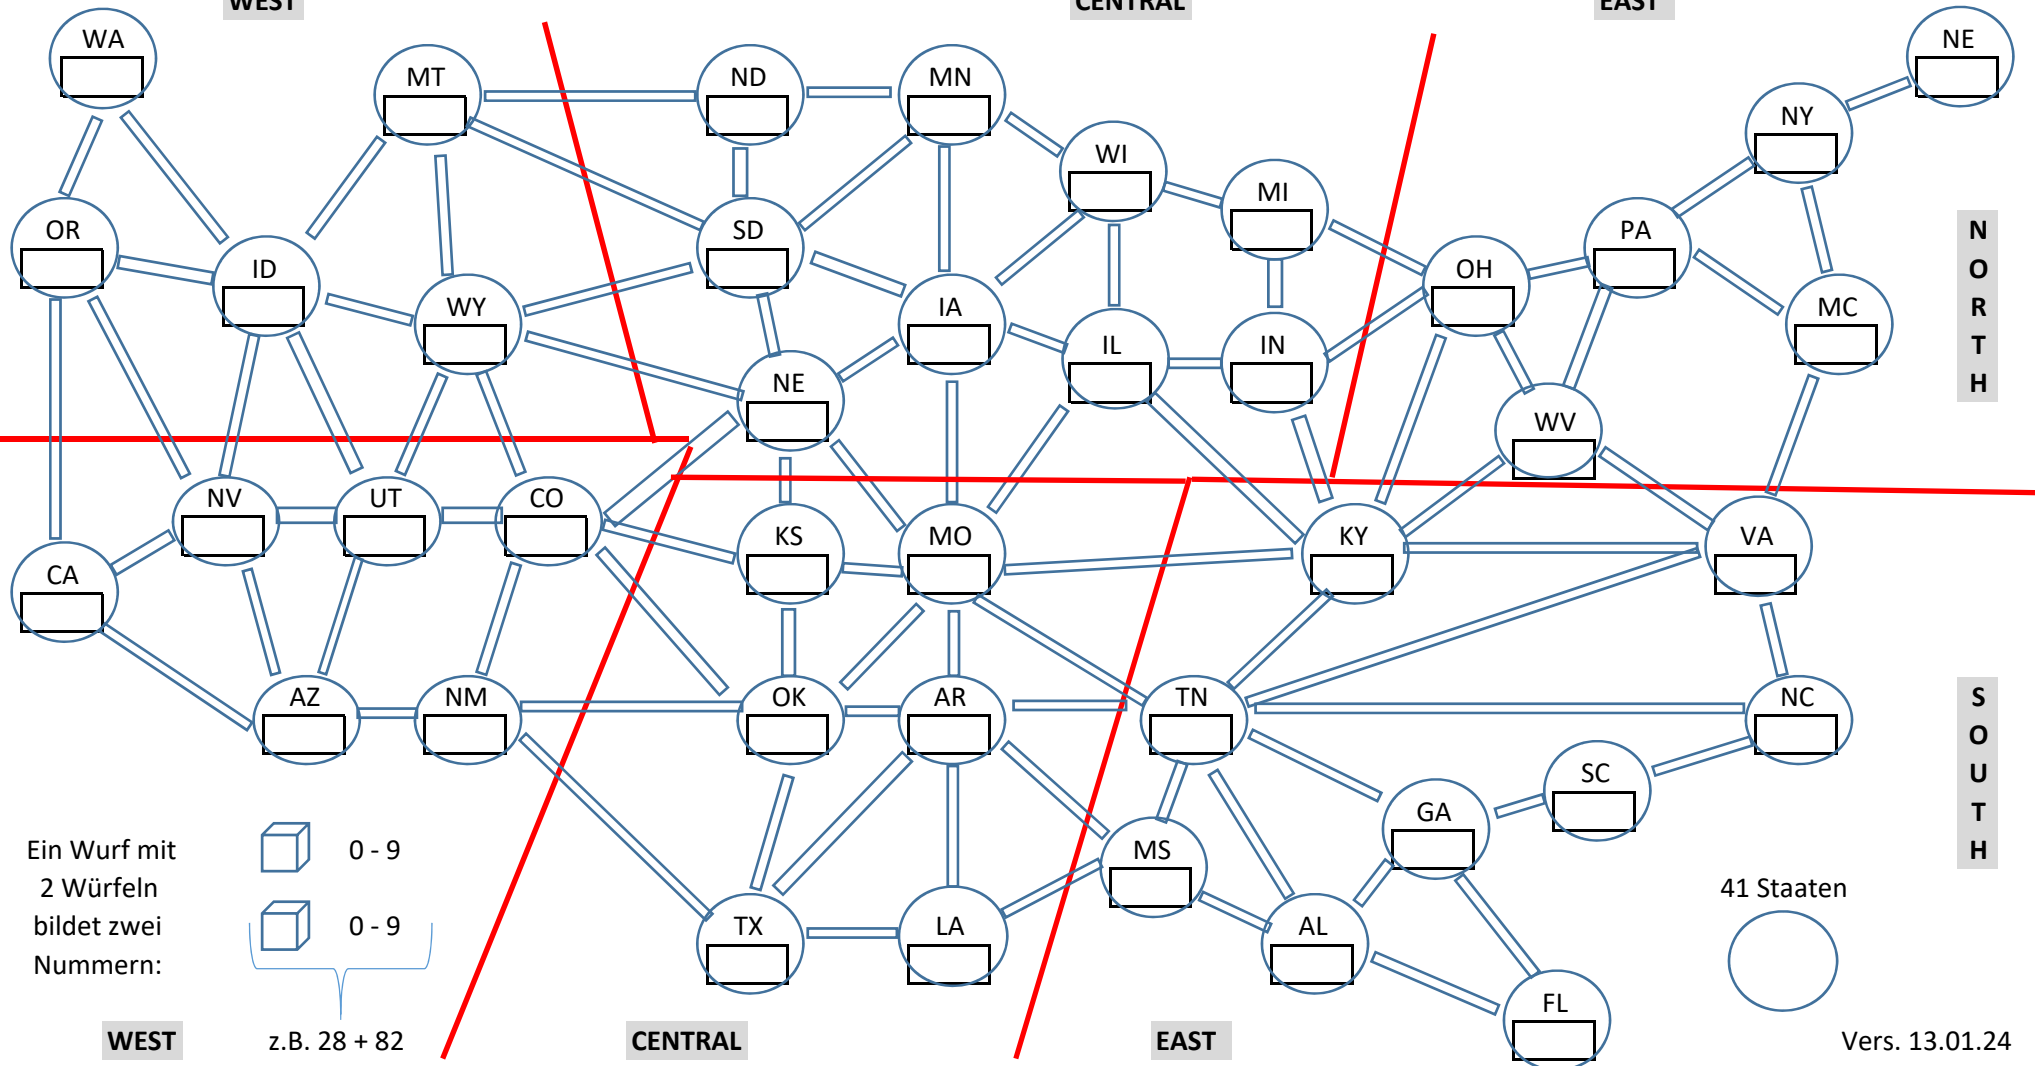 WEST
CENTRAL
EAST
WA
MT
ND
MN
WI
MI
NY
NE
OR
ID
WY
SD
IA
IL
IN
OH
PA
MC
N
O
R
T
H
NE
WV
NV
UT
CO
KS
MO
KY
VA
CA
AZ
NM
OK
AR
TN
NC
SC
S
O
U
T
H
GA
MS
TX
LA
AL
FL
Ein Wurf mit
2 Würfeln
bildet zwei
Nummern:
0 - 9
0 - 9
z.B. 28 + 82
41 Staaten
WEST
CENTRAL
EAST
Vers. 13.01.24